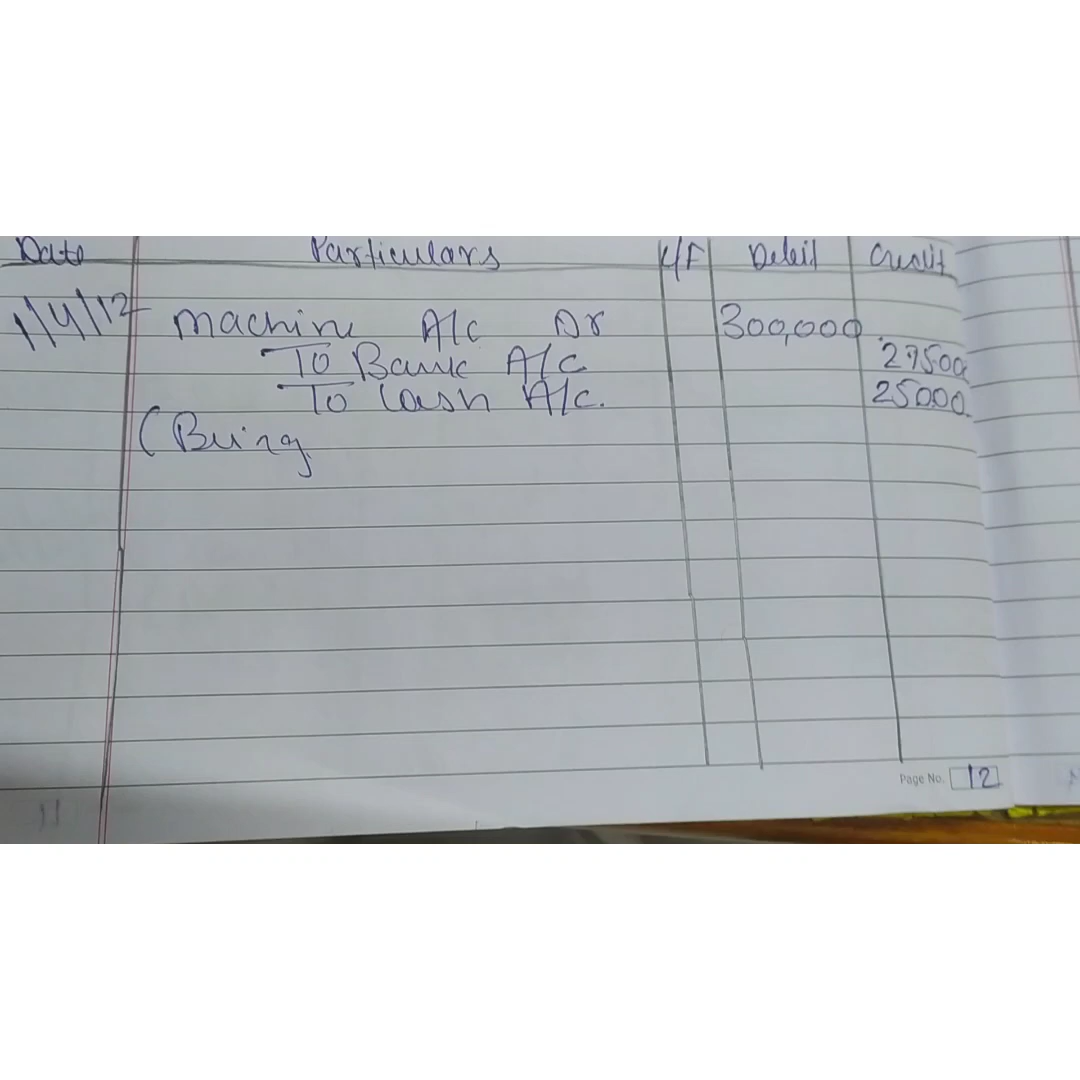 Date Particulars L/F Debit Credit
1/4/12 Machine A/c Dr 300,000
To Bank A/c 27500
To Cash A/c. 25000.
(Being
Page No. 12